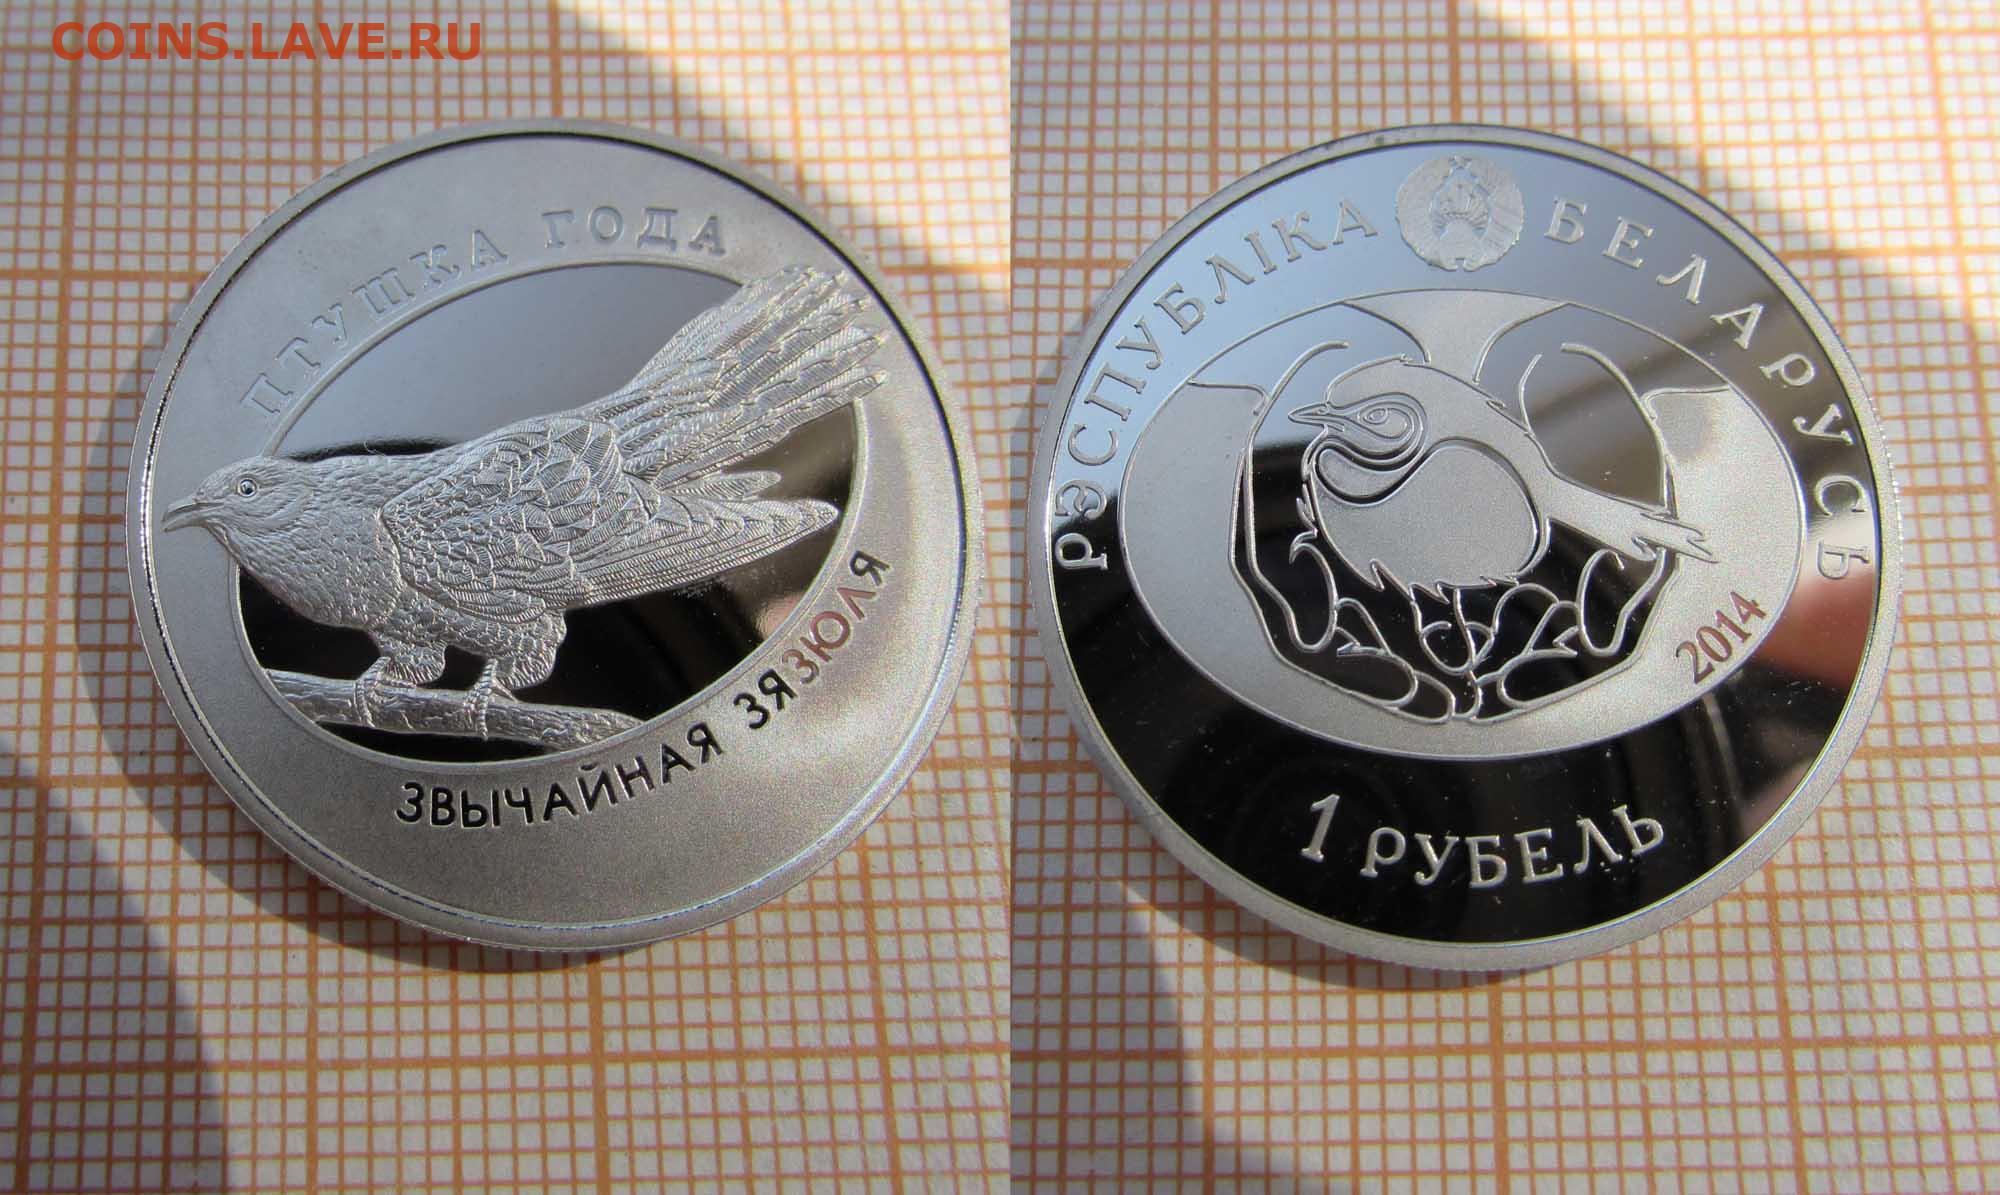 COINS.LAVE.RU
ПТУШКА ГОДА
ЗВЫЧАЙНАЯ ЗЯЗЮЛЯ
РЭСПУБЛІКА БЕЛАРУСЬ
2014
1 РУБЕЛЬ